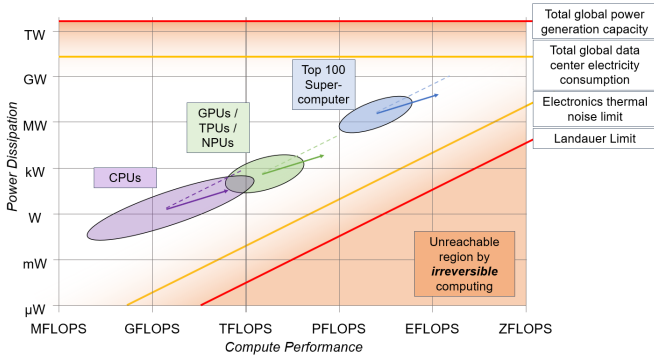 Total global power
generation capacity
TW
Total global data
center electricity
consumption
GW
Top 100
Super-
computer
Electronics thermal
noise limit
GPUs /
TPUs /
NPUs
MW
Landauer Limit
Power Dissipation
kW
CPUs
W
Unreachable
region by
irreversible
computing
mW
µW
MFLOPS GFLOPS TFLOPS PFLOPS EFLOPS ZFLOPS
Compute Performance